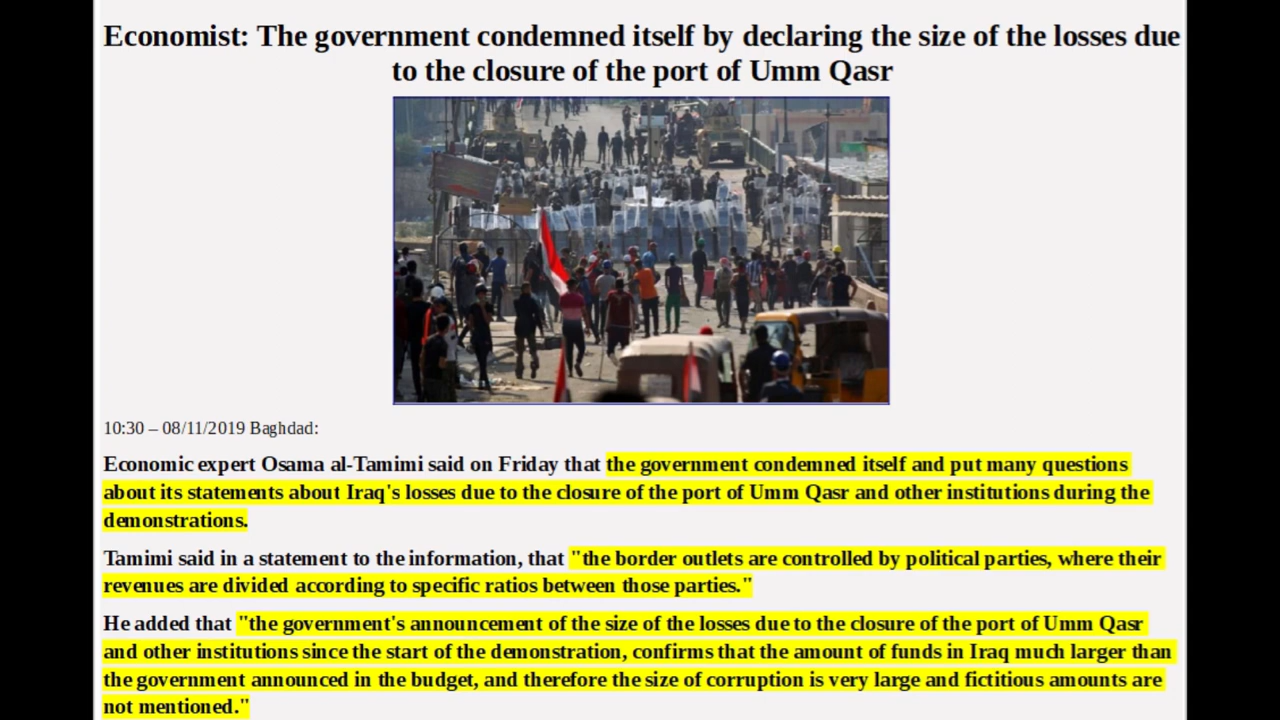 Economist: The government condemned itself by declaring the size of the losses due
to the closure of the port of Umm Qasr
10:30 – 08/11/2019 Baghdad:
Economic expert Osama al-Tamimi said on Friday that the government condemned itself and put many questions
about its statements about Iraq's losses due to the closure of the port of Umm Qasr and other institutions during the
demonstrations.
Tamimi said in a statement to the information, that "the border outlets are controlled by political parties, where their
revenues are divided according to specific ratios between those parties."
He added that "the government's announcement of the size of the losses due to the closure of the port of Umm Qasr
and other institutions since the start of the demonstration, confirms that the amount of funds in Iraq much larger than
the government announced in the budget, and therefore the size of corruption is very large and fictitious amounts are
not mentioned."